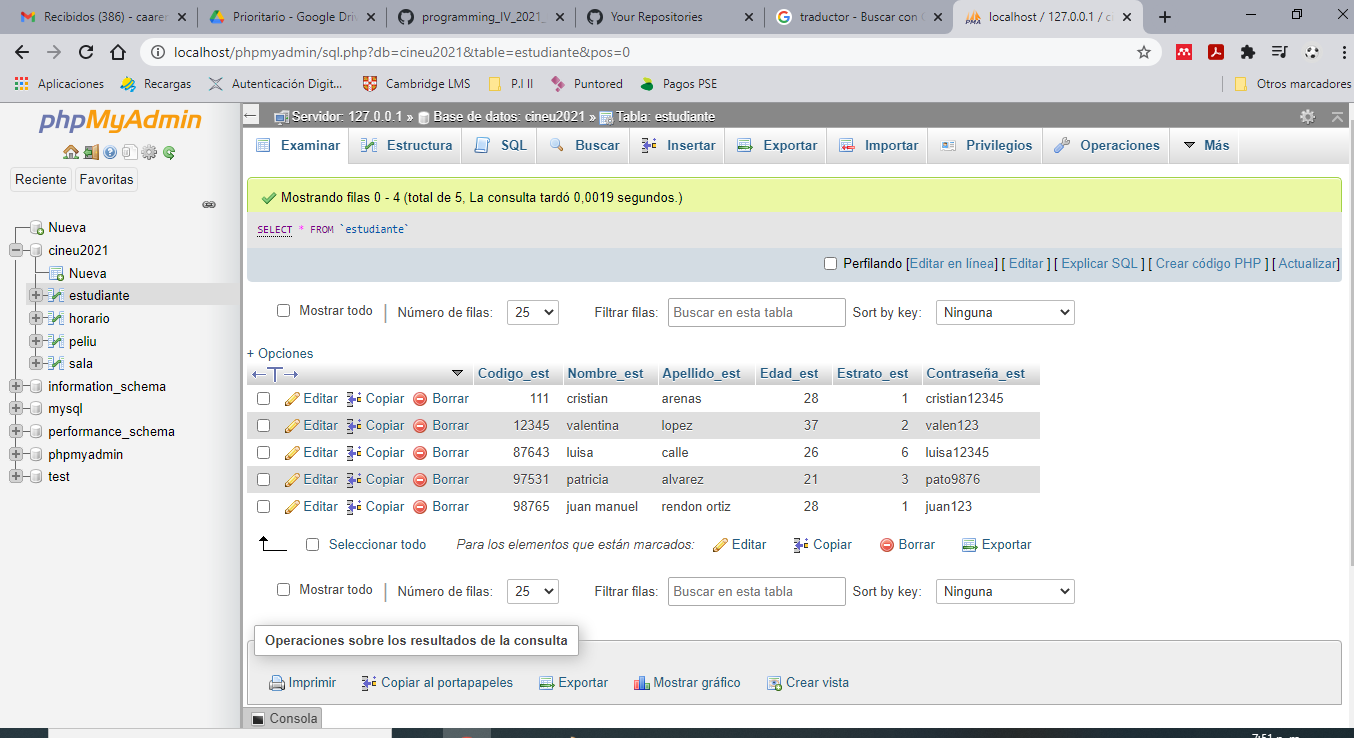 Recibidos (386) - caaren
Prioritario - Google Driv
programming_IV_2021_
Your Repositories
traductor - Buscar con G
localhost / 127.0.0.1 / ci
localhost/phpmyadmin/sql.php?db=cineu2021&table=estudiante&pos=0
Aplicaciones Recargas Autenticación Digit... Cambridge LMS P.I II Puntored Pagos PSE Otros marcadores
phpMyAdmin
Reciente Favoritas
Nueva
cineu2021
Nueva
estudiante
horario
peliu
sala
information_schema
mysql
performance_schema
phpmyadmin
test
Servidor: 127.0.0.1 » Base de datos: cineu2021 » Tabla: estudiante
Examinar Estructura SQL Buscar Insertar Exportar Importar Privilegios Operaciones Más
Mostrando filas 0 - 4 (total de 5, La consulta tardó 0,0019 segundos.)
SELECT * FROM `estudiante`
Perfilando [Editar en línea] [ Editar ] [ Explicar SQL ] [ Crear código PHP ] [ Actualizar]
Mostrar todo | Número de filas: 25 Filtrar filas: Buscar en esta tabla Sort by key: Ninguna
+ Opciones
←T→ Codigo_est Nombre_est Apellido_est Edad_est Estrato_est Contraseña_est
Editar Copiar Borrar 111 cristian arenas 28 1 cristian12345
Editar Copiar Borrar 12345 valentina lopez 37 2 valen123
Editar Copiar Borrar 87643 luisa calle 26 6 luisa12345
Editar Copiar Borrar 97531 patricia alvarez 21 3 pato9876
Editar Copiar Borrar 98765 juan manuel rendon ortiz 28 1 juan123
Seleccionar todo Para los elementos que están marcados: Editar Copiar Borrar Exportar
Mostrar todo | Número de filas: 25 Filtrar filas: Buscar en esta tabla Sort by key: Ninguna
Operaciones sobre los resultados de la consulta
Imprimir Copiar al portapapeles Exportar Mostrar gráfico Crear vista
Consola